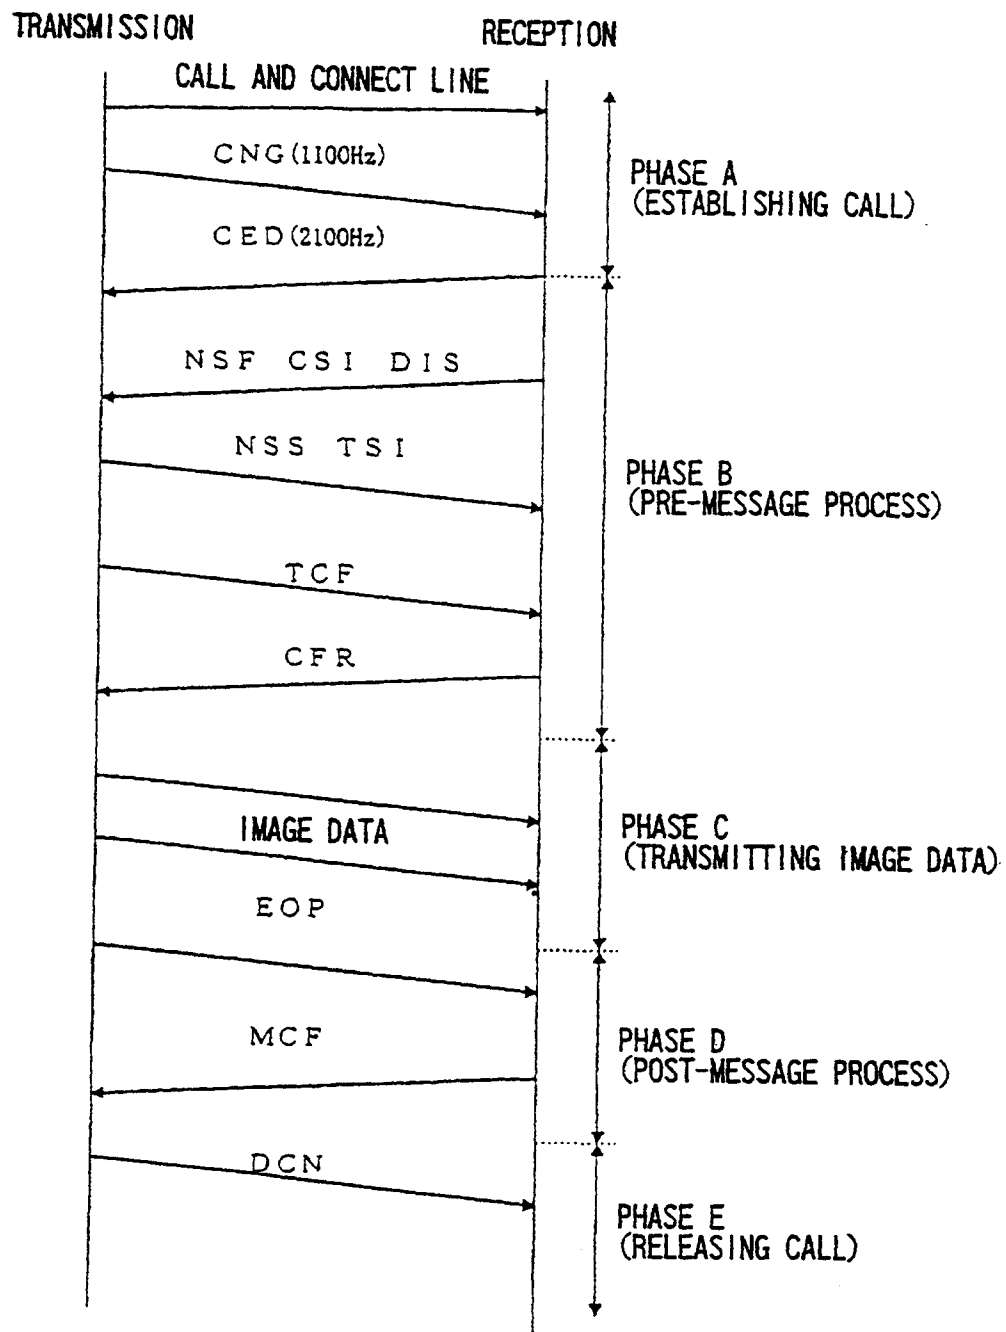 TRANSMISSION
RECEPTION
CALL AND CONNECT LINE
CNG (1100Hz)
PHASE A
(ESTABLISHING CALL)
CED (2100Hz)
NSF CSI DIS
NSS TSI
PHASE B
(PRE-MESSAGE PROCESS)
TCF
CFR
IMAGE DATA
PHASE C
(TRANSMITTING IMAGE DATA)
EOP
MCF
PHASE D
(POST-MESSAGE PROCESS)
DCN
PHASE E
(RELEASING CALL)